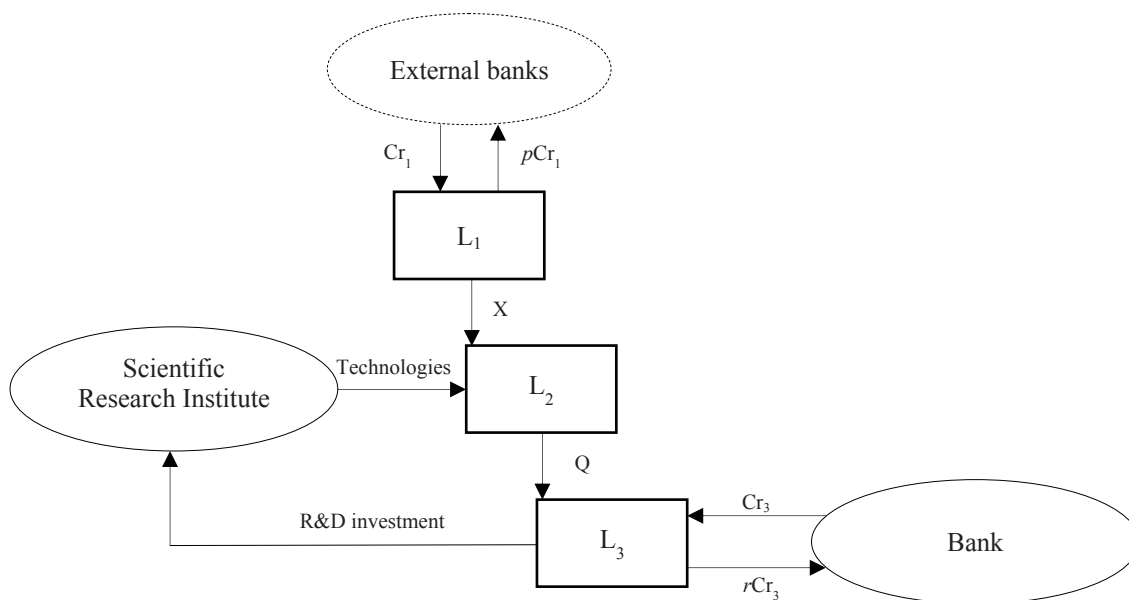 External banks
Cr₁
pCr₁
L₁
X
Scientific
Research Institute
Technologies
L₂
Q
R&D investment
L₃
Cr₃
rCr₃
Bank